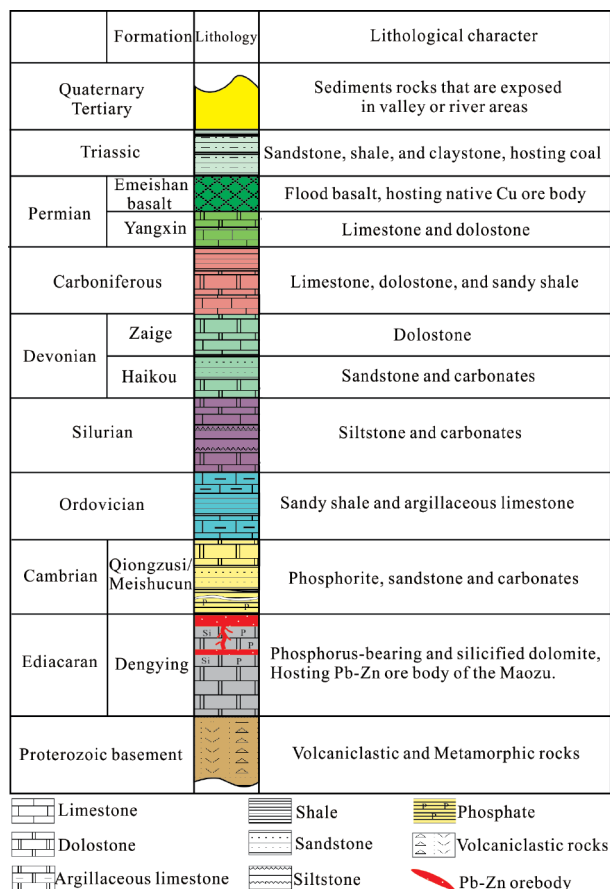 Formation Lithology Lithological character
Quaternary
Tertiary
Sediments rocks that are exposed
in valley or river areas
Triassic
Sandstone, shale, and claystone, hosting coal
Permian
Emeishan
basalt
Flood basalt, hosting native Cu ore body
Yangxin
Limestone and dolostone
Carboniferous
Limestone, dolostone, and sandy shale
Devonian
Zaige
Dolostone
Haikou
Sandstone and carbonates
Silurian
Siltstone and carbonates
Ordovician
Sandy shale and argillaceous limestone
Cambrian
Qiongzusi/
Meishucun
P P
Phosphorite, sandstone and carbonates
Ediacaran
Dengying
Si P
P
Si P
Phosphorus-bearing and silicified dolomite,
Hosting Pb-Zn ore body of the Maozu.
Proterozoic basement
Volcaniclastic and Metamorphic rocks
Limestone
Shale
P P P
Phosphate
Dolostone
Sandstone
Volcaniclastic rocks
Argillaceous limestone
Siltstone
Pb-Zn orebody